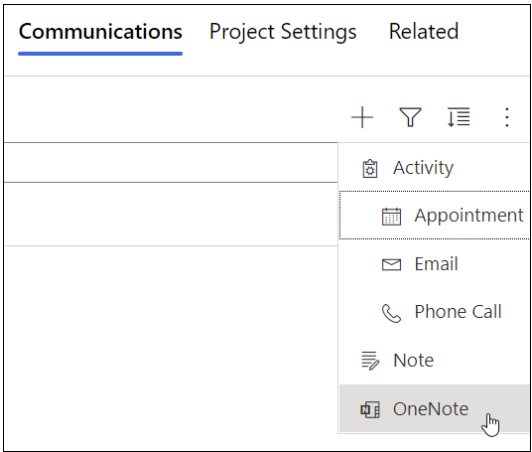 Communications Project Settings Related
Activity
Appointment
Email
Phone Call
Note
OneNote